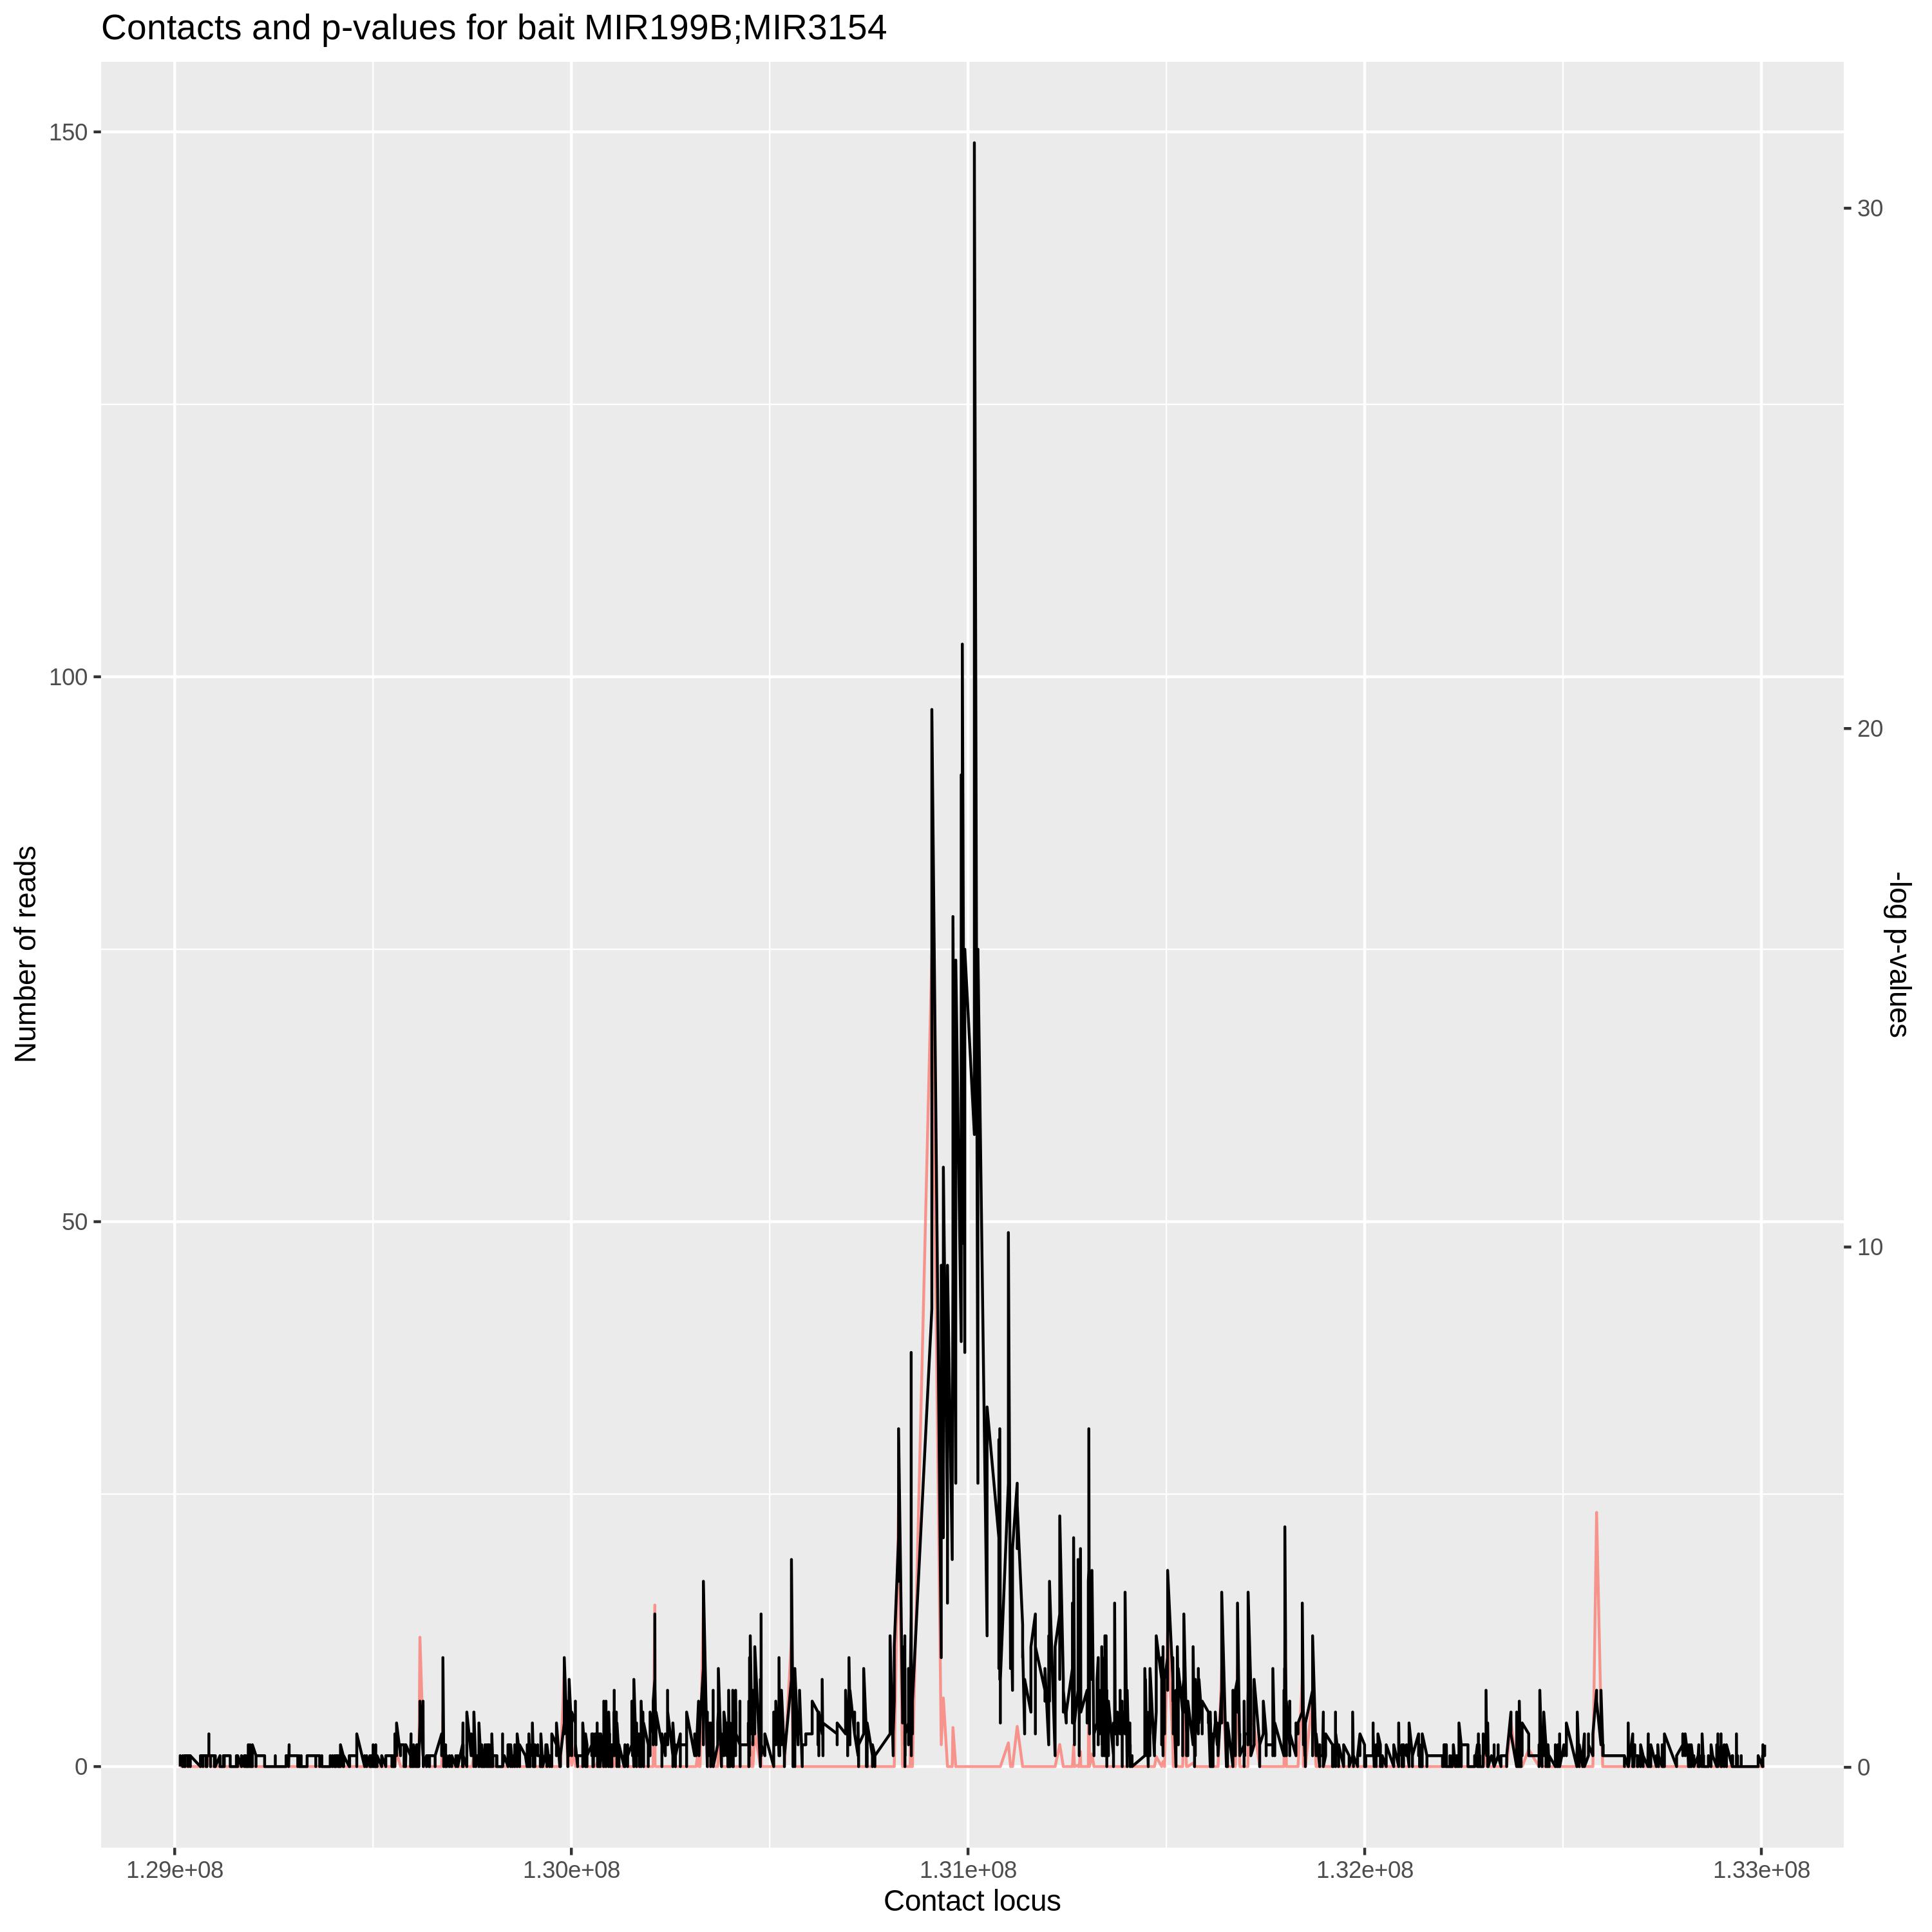 Contacts and p-values for bait MIR199B;MIR3154
150
100
50
0
30
20
10
0
Number of reads
-log p-values
1.29e+08
1.30e+08
1.31e+08
1.32e+08
1.33e+08
Contact locus